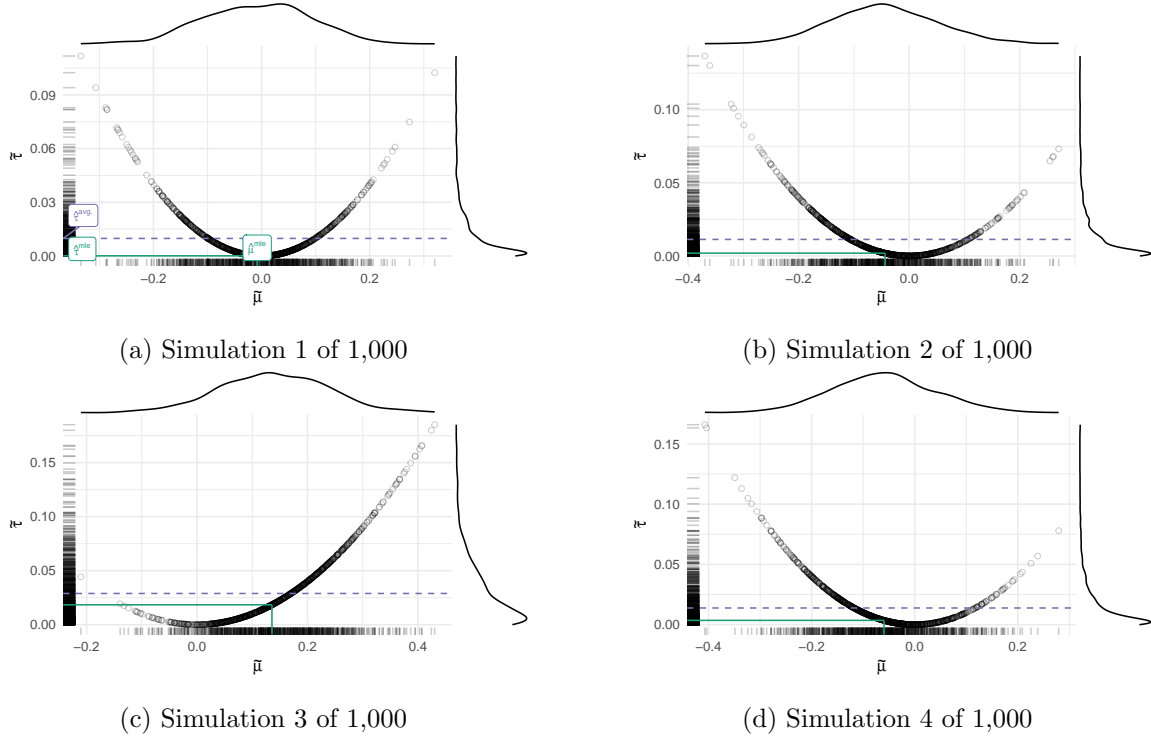 0.09
0.06
0.03
0.00
τ̃
τ̂ᵃᵛᵍ·
τ̂ᵐˡᵉ
μ̂ᵐˡᵉ
−0.2 0.0 0.2
μ̃
(a) Simulation 1 of 1,000
0.10
0.05
0.00
τ̃
−0.4 −0.2 0.0 0.2
μ̃
(b) Simulation 2 of 1,000
0.15
0.10
0.05
0.00
τ̃
−0.2 0.0 0.2 0.4
μ̃
(c) Simulation 3 of 1,000
0.15
0.10
0.05
0.00
τ̃
−0.4 −0.2 0.0 0.2
μ̃
(d) Simulation 4 of 1,000